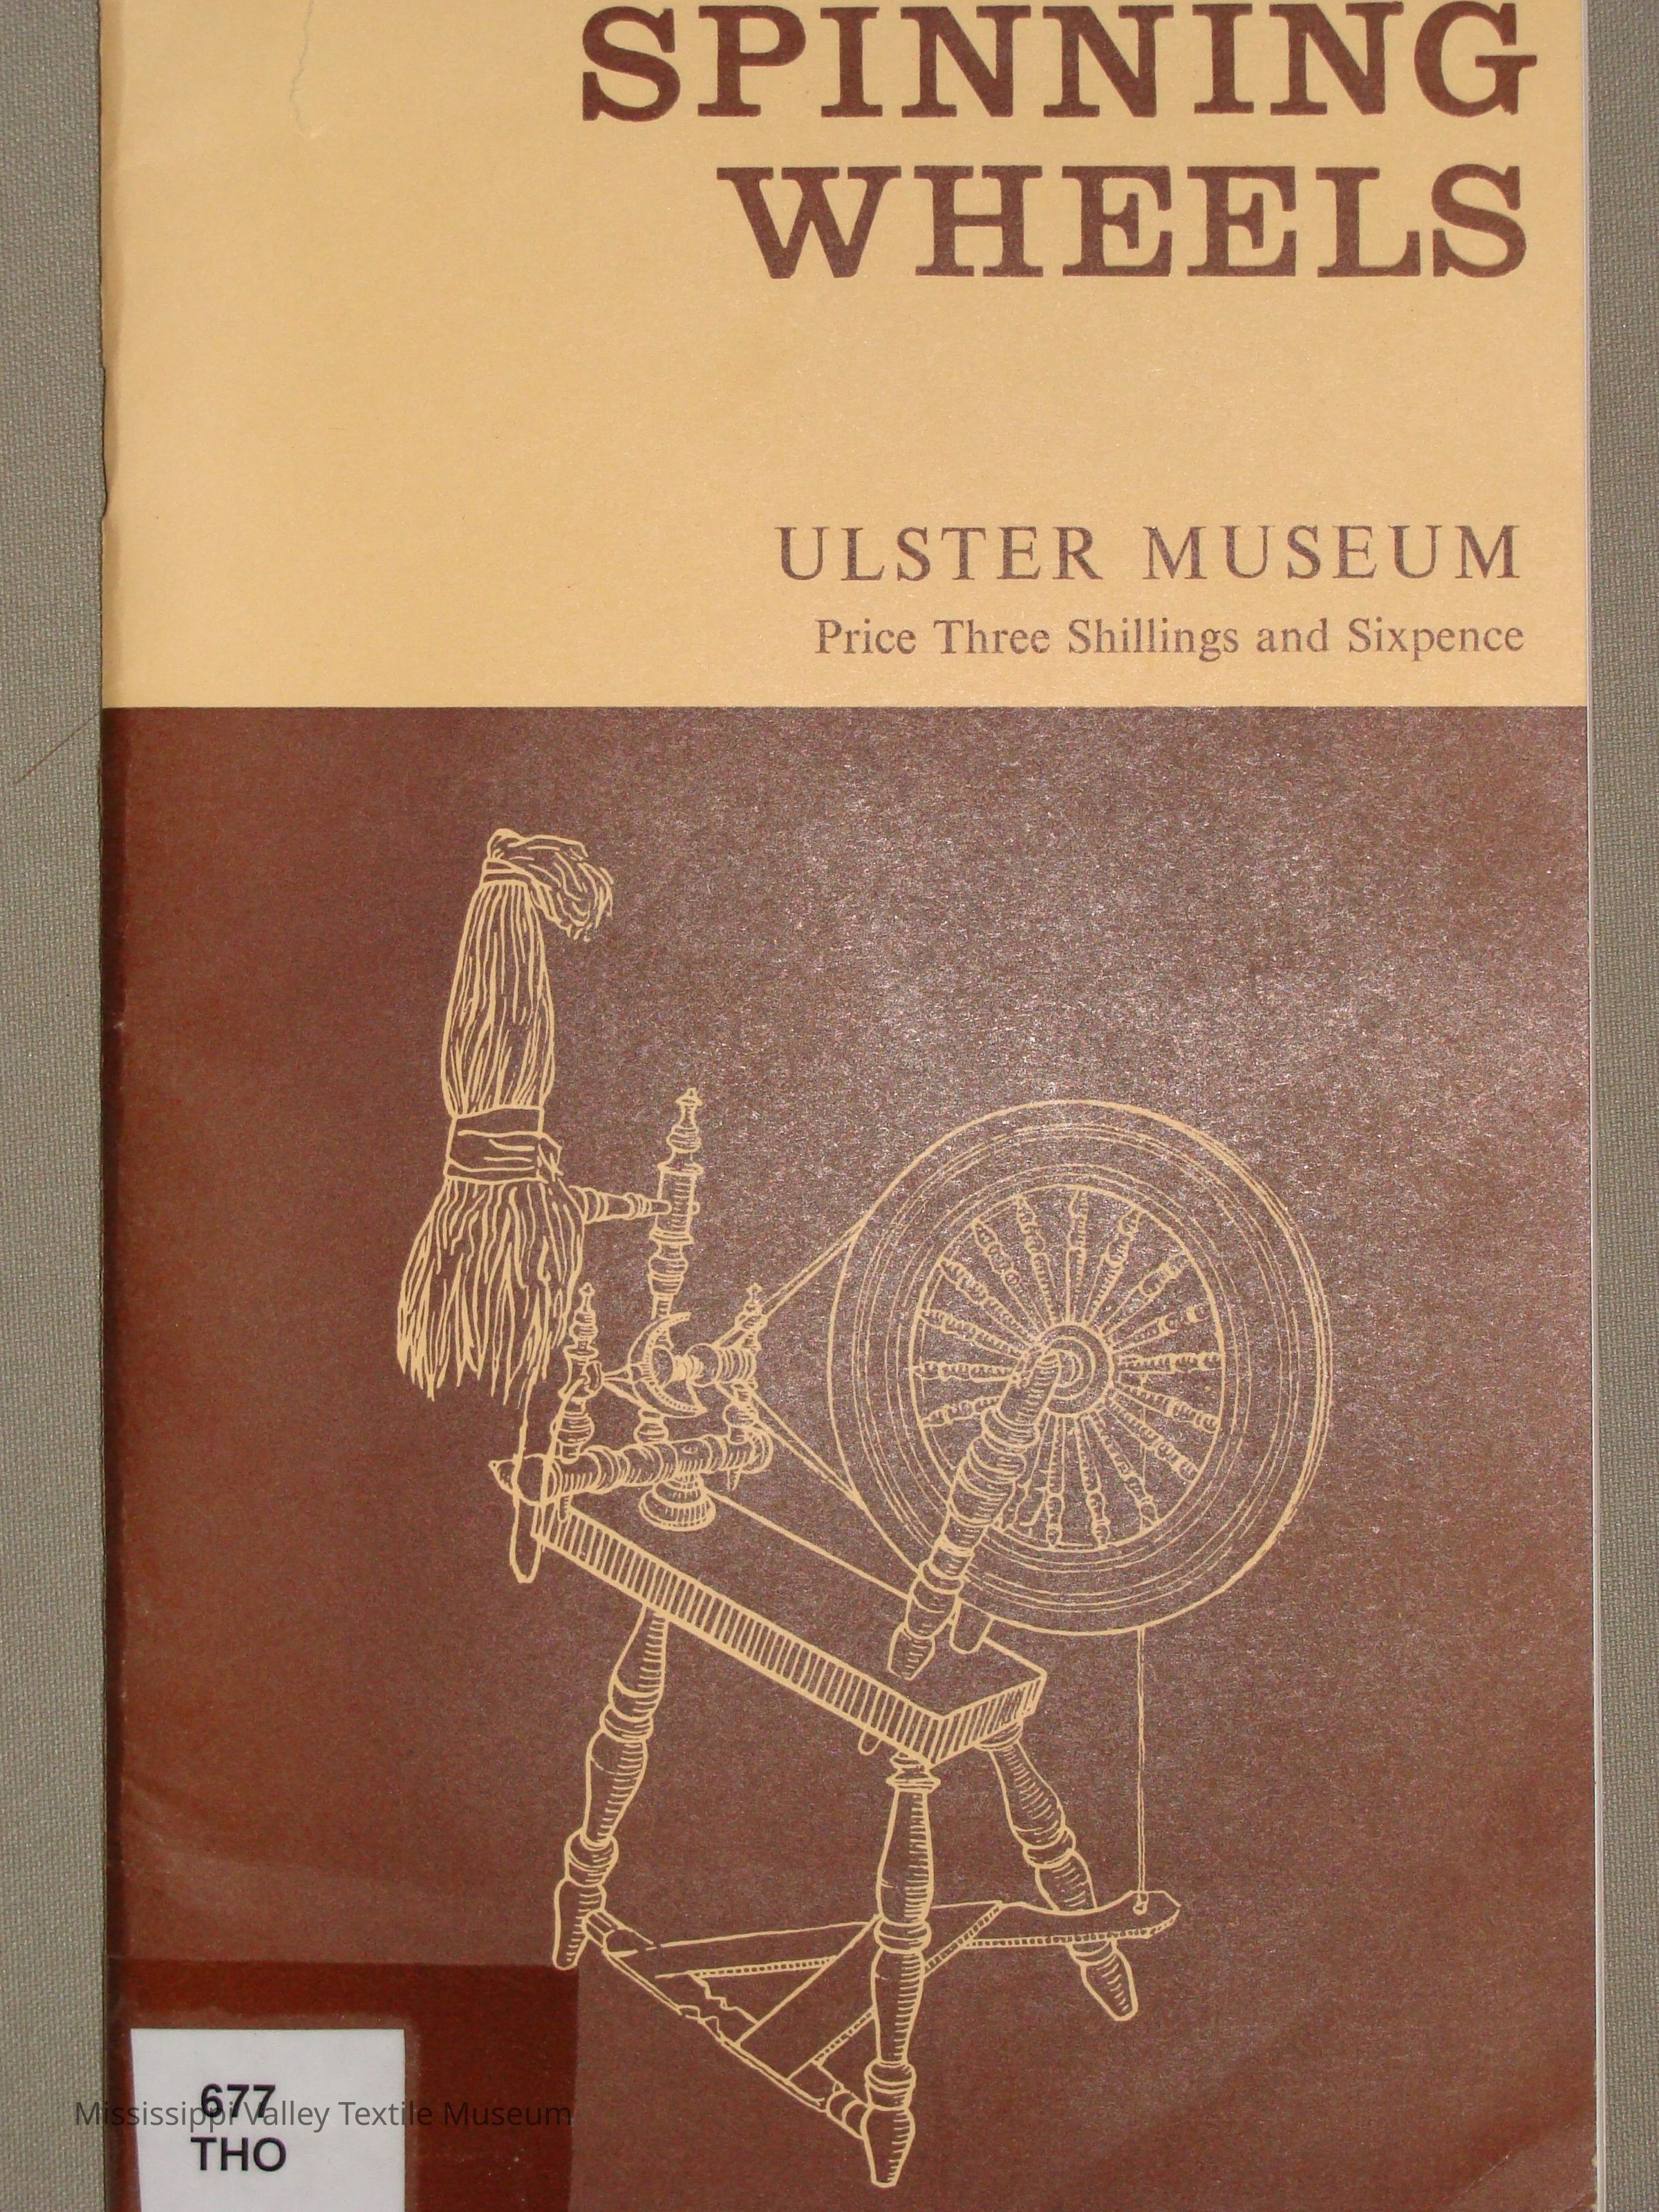 SPINNING
WHEELS
ULSTER MUSEUM
Price Three Shillings and Sixpence
677
Mississippi Valley Textile Museum
THO